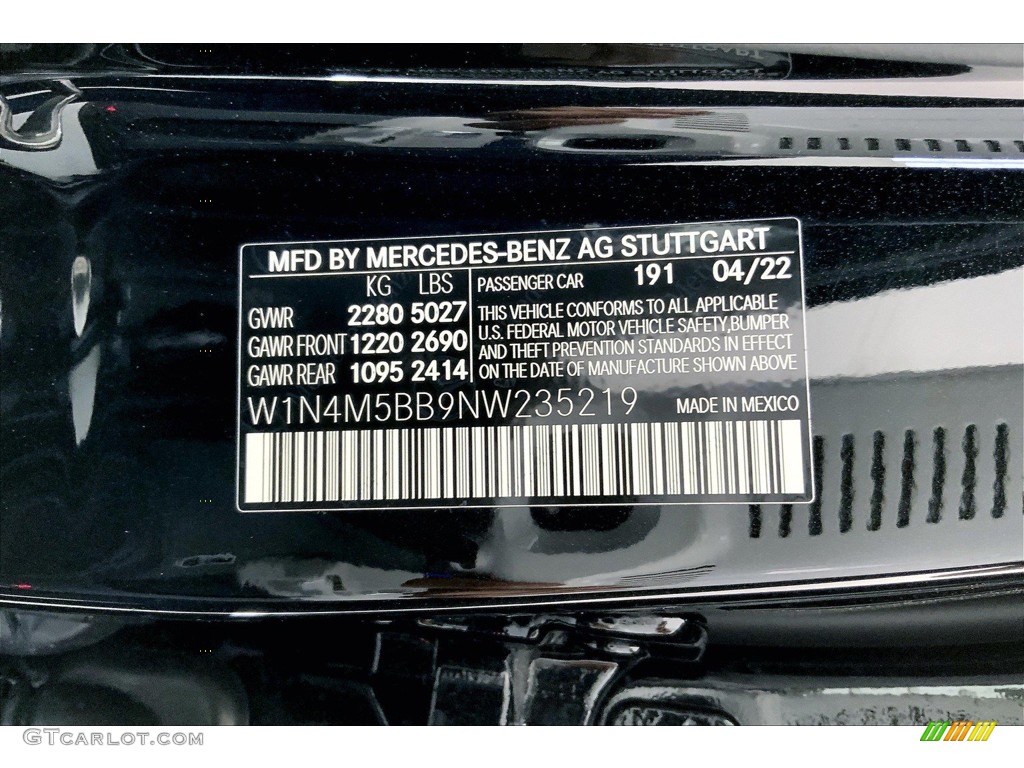 MFD BY MERCEDES-BENZ AG STUTTGART
KG LBS
GVWR 2280 5027
GAWR FRONT 1220 2690
GAWR REAR 1095 2414
PASSENGER CAR 191 04/22
THIS VEHICLE CONFORMS TO ALL APPLICABLE
U.S. FEDERAL MOTOR VEHICLE SAFETY,BUMPER
AND THEFT PREVENTION STANDARDS IN EFFECT
ON THE DATE OF MANUFACTURE SHOWN ABOVE
W1N4M5BB9NW235219 MADE IN MEXICO
GTCARLOT.COM